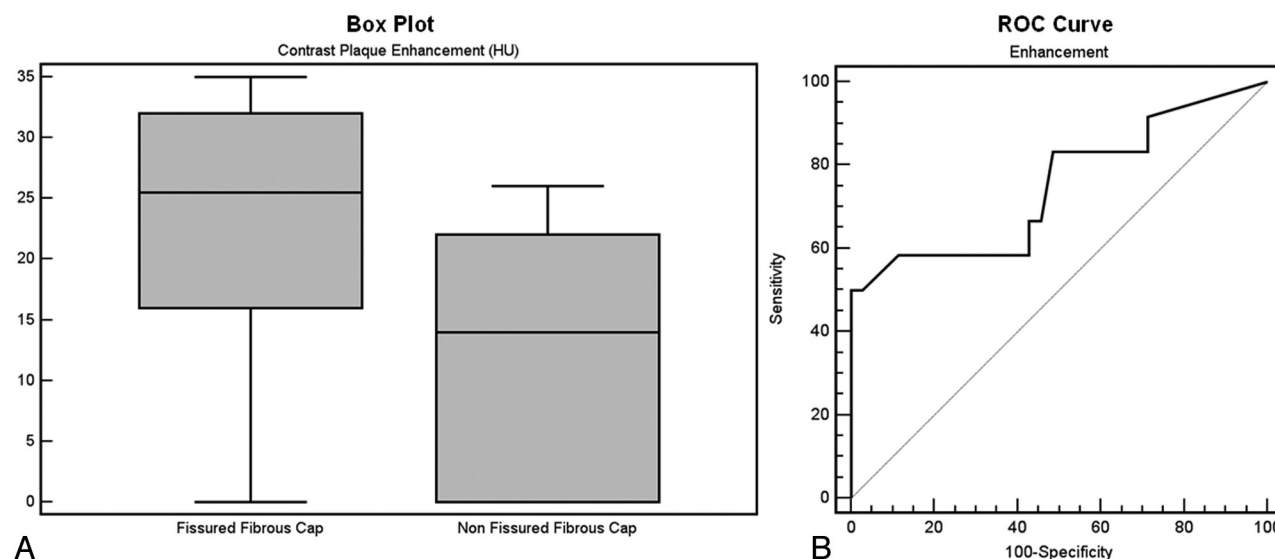 Box Plot
Contrast Plaque Enhancement (HU)
35
30
25
20
15
10
5
0
Fissured Fibrous Cap
Non Fissured Fibrous Cap
A
ROC Curve
Enhancement
100
80
60
40
20
0
Sensitivity
0
20
40
60
80
100
100-Specificity
B